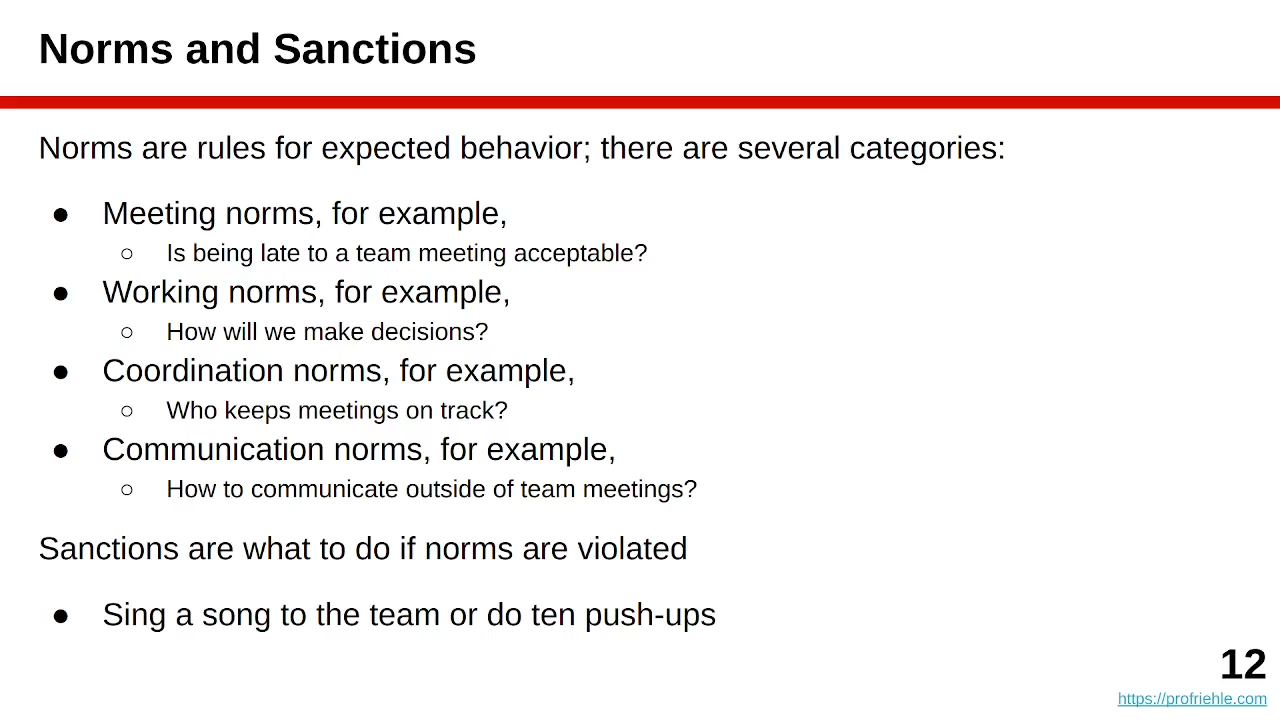 Norms and Sanctions
Norms are rules for expected behavior; there are several categories:
● Meeting norms, for example,
○ Is being late to a team meeting acceptable?
● Working norms, for example,
○ How will we make decisions?
● Coordination norms, for example,
○ Who keeps meetings on track?
● Communication norms, for example,
○ How to communicate outside of team meetings?
Sanctions are what to do if norms are violated
● Sing a song to the team or do ten push-ups
12
https://profriehle.com